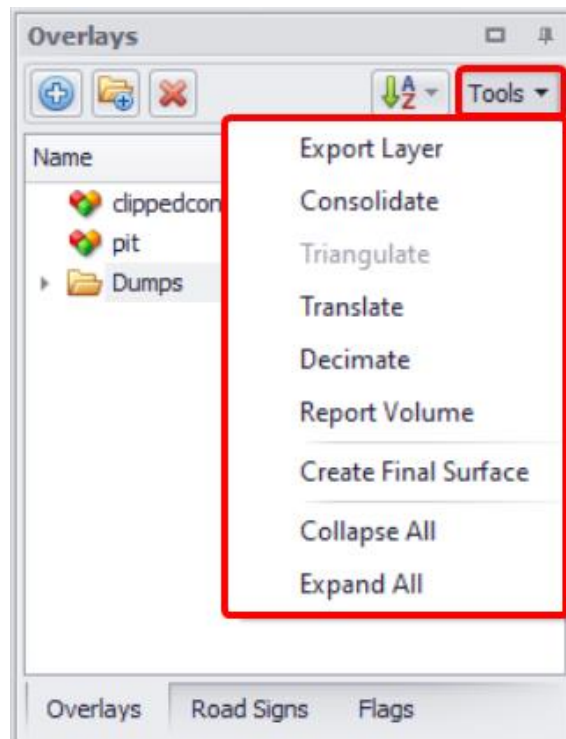 Overlays
A
Z
Tools
Name
clippedcon
pit
Dumps
Export Layer
Consolidate
Triangulate
Translate
Decimate
Report Volume
Create Final Surface
Collapse All
Expand All
Overlays Road Signs Flags